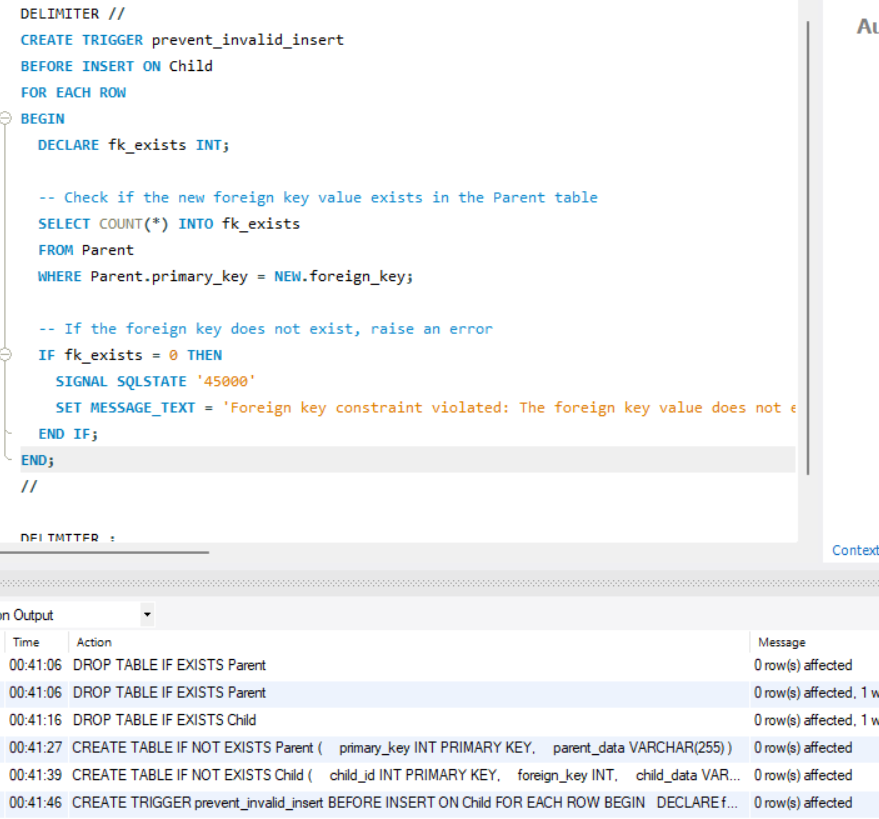 DELIMITER //
CREATE TRIGGER prevent_invalid_insert
BEFORE INSERT ON Child
FOR EACH ROW
BEGIN
DECLARE fk_exists INT;
-- Check if the new foreign key value exists in the Parent table
SELECT COUNT(*) INTO fk_exists
FROM Parent
WHERE Parent.primary_key = NEW.foreign_key;
-- If the foreign key does not exist, raise an error
IF fk_exists = 0 THEN
SIGNAL SQLSTATE '45000'
SET MESSAGE_TEXT = 'Foreign key constraint violated: The foreign key value does not
END IF;
END;
//
DELIMITER ;
Context
Output
Time Action Message
00:41:06 DROP TABLE IF EXISTS Parent 0 row(s) affected
00:41:06 DROP TABLE IF EXISTS Parent 0 row(s) affected, 1
00:41:16 DROP TABLE IF EXISTS Child 0 row(s) affected, 1
00:41:27 CREATE TABLE IF NOT EXISTS Parent ( primary_key INT PRIMARY KEY, parent_data VARCHAR(255) ) 0 row(s) affected
00:41:39 CREATE TABLE IF NOT EXISTS Child ( child_id INT PRIMARY KEY, foreign_key INT, child_data VAR... 0 row(s) affected
00:41:46 CREATE TRIGGER prevent_invalid_insert BEFORE INSERT ON Child FOR EACH ROW BEGIN DECLARE f... 0 row(s) affected